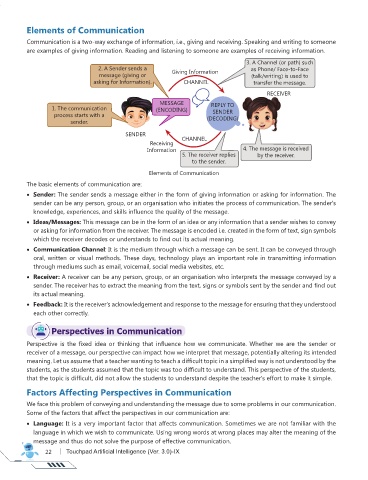 Elements of Communication
Communication is a two-way exchange of information, i.e., giving and receiving. Speaking and writing to someone
are examples of giving information. Reading and listening to someone are examples of receiving information.
3. A Channel (or path) such
as Phone/ Face-to-Face
(talk/writing) is used to
transfer the message.
2. A Sender sends a
message (giving or
asking for Information).
Giving Information
CHANNEL
RECEIVER
MESSAGE
(ENCODING)
REPLY TO
SENDER
(DECODING)
1. The communication
process starts with a
sender.
SENDER
CHANNEL
Receiving
Information
4. The message is received
by the receiver.
5. The receiver replies
to the sender.
Elements of Communication
The basic elements of communication are:
• Sender: The sender sends a message either in the form of giving information or asking for information. The
sender can be any person, group, or an organisation who initiates the process of communication. The sender's
knowledge, experiences, and skills influence the quality of the message.
• Ideas/Messages: This message can be in the form of an idea or any information that a sender wishes to convey
or asking for information from the receiver. The message is encoded i.e. created in the form of text, sign symbols
which the receiver decodes or understands to find out its actual meaning.
• Communication Channel: It is the medium through which a message can be sent. It can be conveyed through
oral, written or visual methods. These days, technology plays an important role in transmitting information
through mediums such as email, voicemail, social media websites, etc.
• Receiver: A receiver can be any person, group, or an organisation who interprets the message conveyed by a
sender. The receiver has to extract the meaning from the text, signs or symbols sent by the sender and find out
its actual meaning.
• Feedback: It is the receiver's acknowledgement and response to the message for ensuring that they understood
each other correctly.
Perspectives in Communication
Perspective is the fixed idea or thinking that influence how we communicate. Whether we are the sender or
receiver of a message, our perspective can impact how we interpret that message, potentially altering its intended
meaning. Let us assume that a teacher wanting to teach a difficult topic in a simplified way is not understood by the
students, as the students assumed that the topic was too difficult to understand. This perspective of the students,
that the topic is difficult, did not allow the students to understand despite the teacher's effort to make it simple.
Factors Affecting Perspectives in Communication
We face this problem of conveying and understanding the message due to some problems in our communication.
Some of the factors that affect the perspectives in our communication are:
• Language: It is a very important factor that affects communication. Sometimes we are not familiar with the
language in which we wish to communicate. Using wrong words at wrong places may alter the meaning of the
message and thus do not solve the purpose of effective communication.
22 | Touchpad Artificial Intelligence (Ver. 3.0)-IX